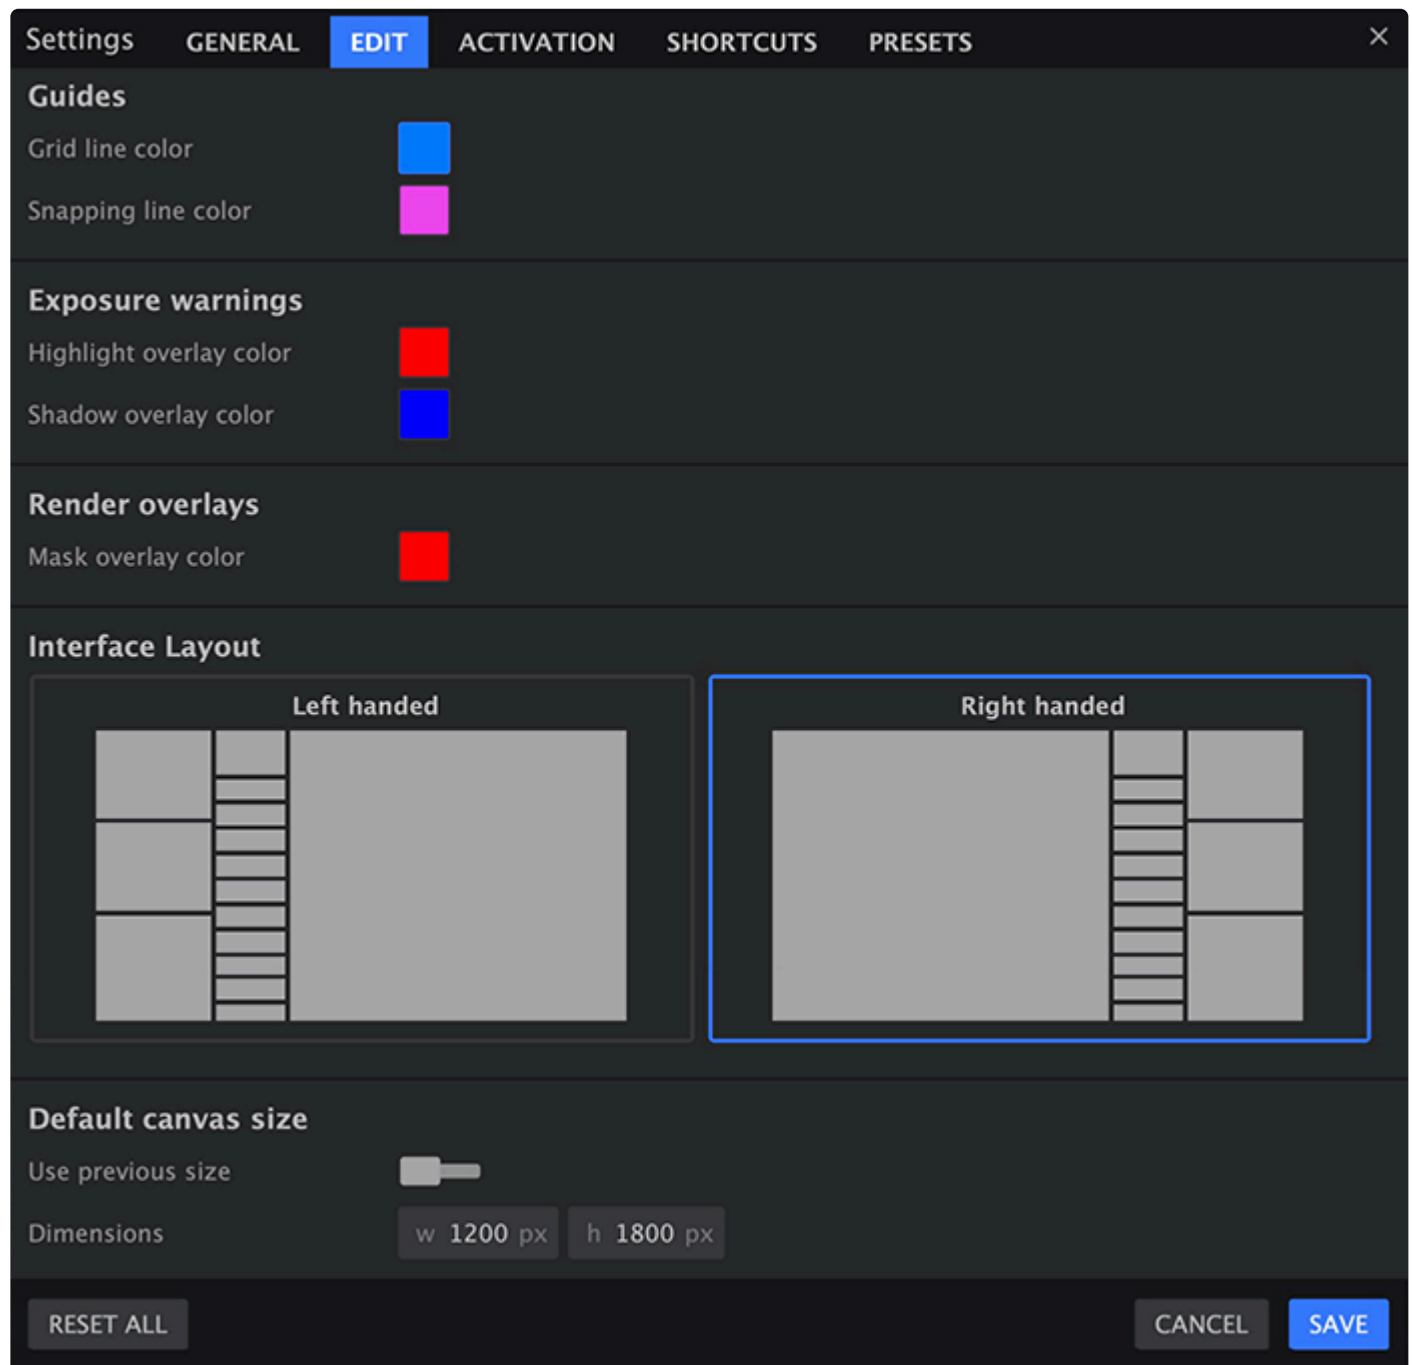 Settings GENERAL EDIT ACTIVATION SHORTCUTS PRESETS ×
Guides
Grid line color
Snapping line color
Exposure warnings
Highlight overlay color
Shadow overlay color
Render overlays
Mask overlay color
Interface Layout
Left handed Right handed
Default canvas size
Use previous size
Dimensions w 1200 px h 1800 px
RESET ALL CANCEL SAVE